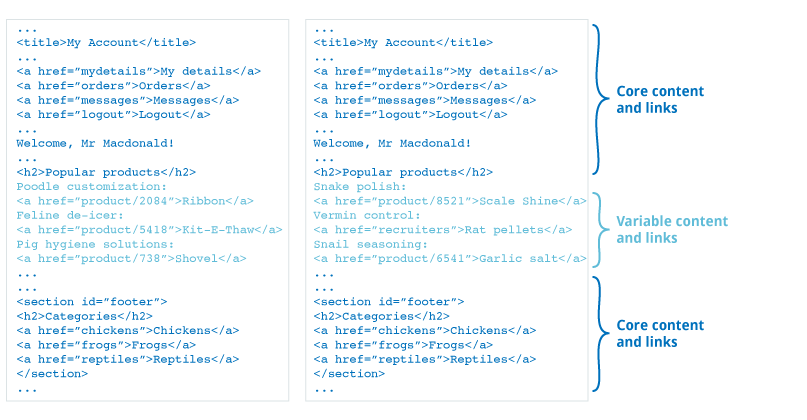 ...
<title>My Account</title>
...
<a href="mydetails">My details</a>
<a href="orders">Orders</a>
<a href="messages">Messages</a>
<a href="logout">Logout</a>
...
Welcome, Mr Macdonald!
...
<h2>Popular products</h2>
Poodle customization:
<a href="product/2084">Ribbon</a>
Feline de-icer:
<a href="product/5418">Kit-E-Thaw</a>
Pig hygiene solutions:
<a href="product/738">Shovel</a>
...
...
<section id="footer">
<h2>Categories</h2>
<a href="chickens">Chickens</a>
<a href="frogs">Frogs</a>
<a href="reptiles">Reptiles</a>
</section>
...
...
<title>My Account</title>
...
<a href="mydetails">My details</a>
<a href="orders">Orders</a>
<a href="messages">Messages</a>
<a href="logout">Logout</a>
...
Welcome, Mr Macdonald!
...
<h2>Popular products</h2>
Snake polish:
<a href="product/8521">Scale Shine</a>
Vermin control:
<a href="recruiters">Rat pellets</a>
Snail seasoning:
<a href="product/6541">Garlic salt</a>
...
...
<section id="footer">
<h2>Categories</h2>
<a href="chickens">Chickens</a>
<a href="frogs">Frogs</a>
<a href="reptiles">Reptiles</a>
</section>
...
Core content
and links
Variable content
and links
Core content
and links